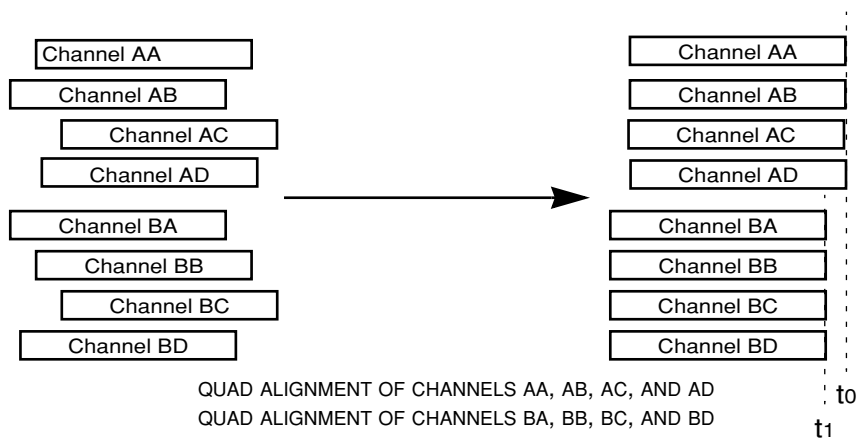 Channel AA
Channel AB
Channel AC
Channel AD
Channel BA
Channel BB
Channel BC
Channel BD
Channel AA
Channel AB
Channel AC
Channel AD
Channel BA
Channel BB
Channel BC
Channel BD
QUAD ALIGNMENT OF CHANNELS AA, AB, AC, AND AD
QUAD ALIGNMENT OF CHANNELS BA, BB, BC, AND BD
t0
t1